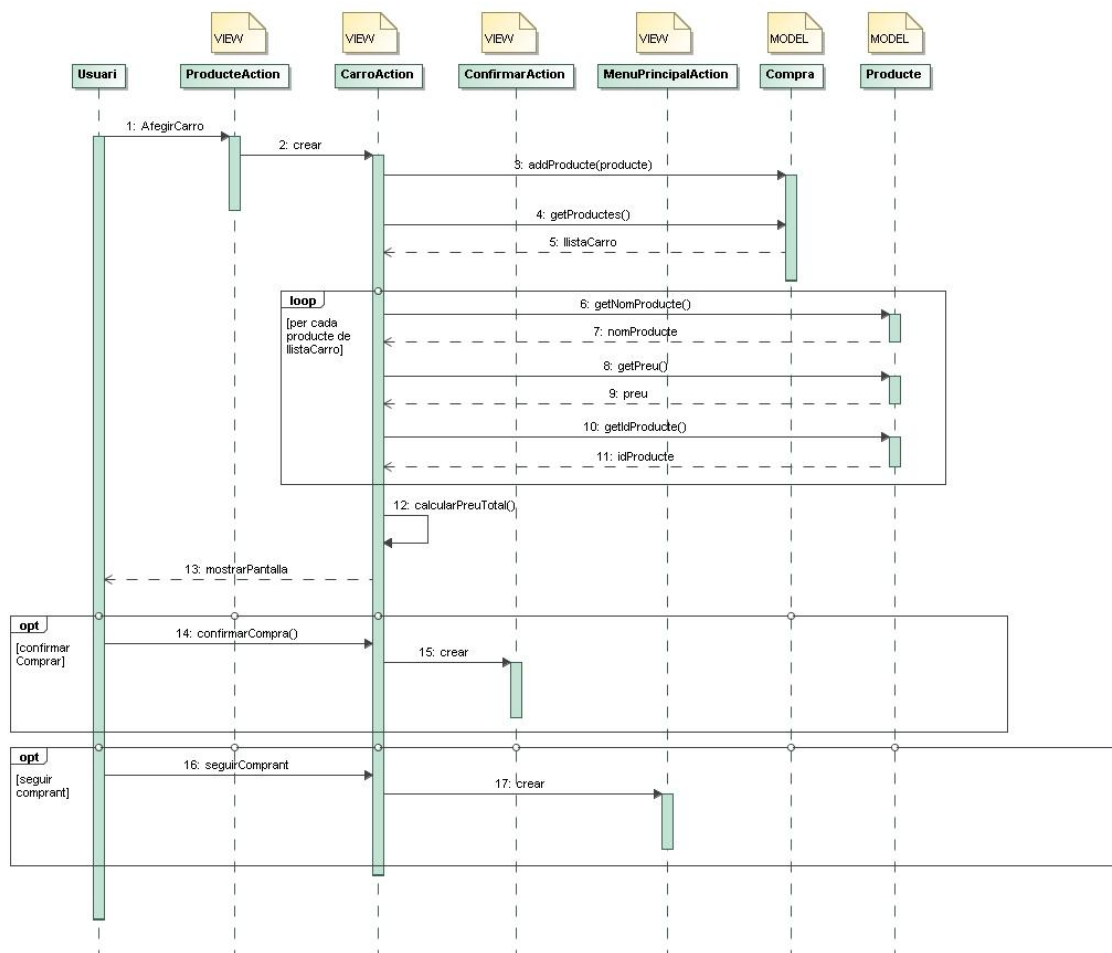 VIEW
VIEW
VIEW
VIEW
MODEL
MODEL
Usuari
ProducteAction
CarroAction
ConfirmarAction
MenuPrincipalAction
Compra
Producte
1: AfegirCarro
2: crear
3: addProducte(producte)
4: getProductes()
5: llistaCarro
loop
[per cada
producte de
llistaCarro]
6: getNomProducte()
7: nomProducte
8: getPreu()
9: preu
10: getIdProducte()
11: idProducte
12: calcularPreuTotal()
13: mostrarPantalla
opt
[confirmar
Comprar]
14: confirmarCompra()
15: crear
opt
[seguir
comprant]
16: seguirComprant
17: crear